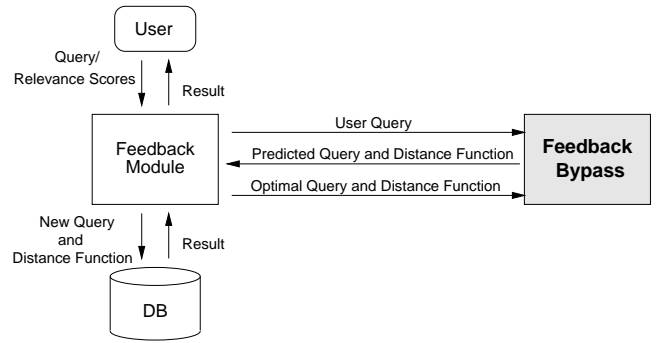 User
Query/
Relevance Scores
Result
User Query
Feedback
Module
Predicted Query and Distance Function
Feedback
Bypass
Optimal Query and Distance Function
New Query
and
Distance Function
Result
DB